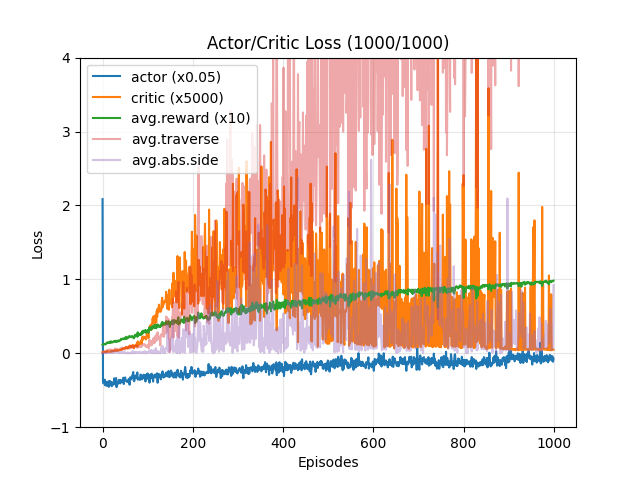 Actor/Critic Loss (1000/1000)
actor (x0.05)
critic (x5000)
avg.reward (x10)
avg.traverse
avg.abs.side
4
3
2
1
0
−1
Loss
0
200
400
600
800
1000
Episodes